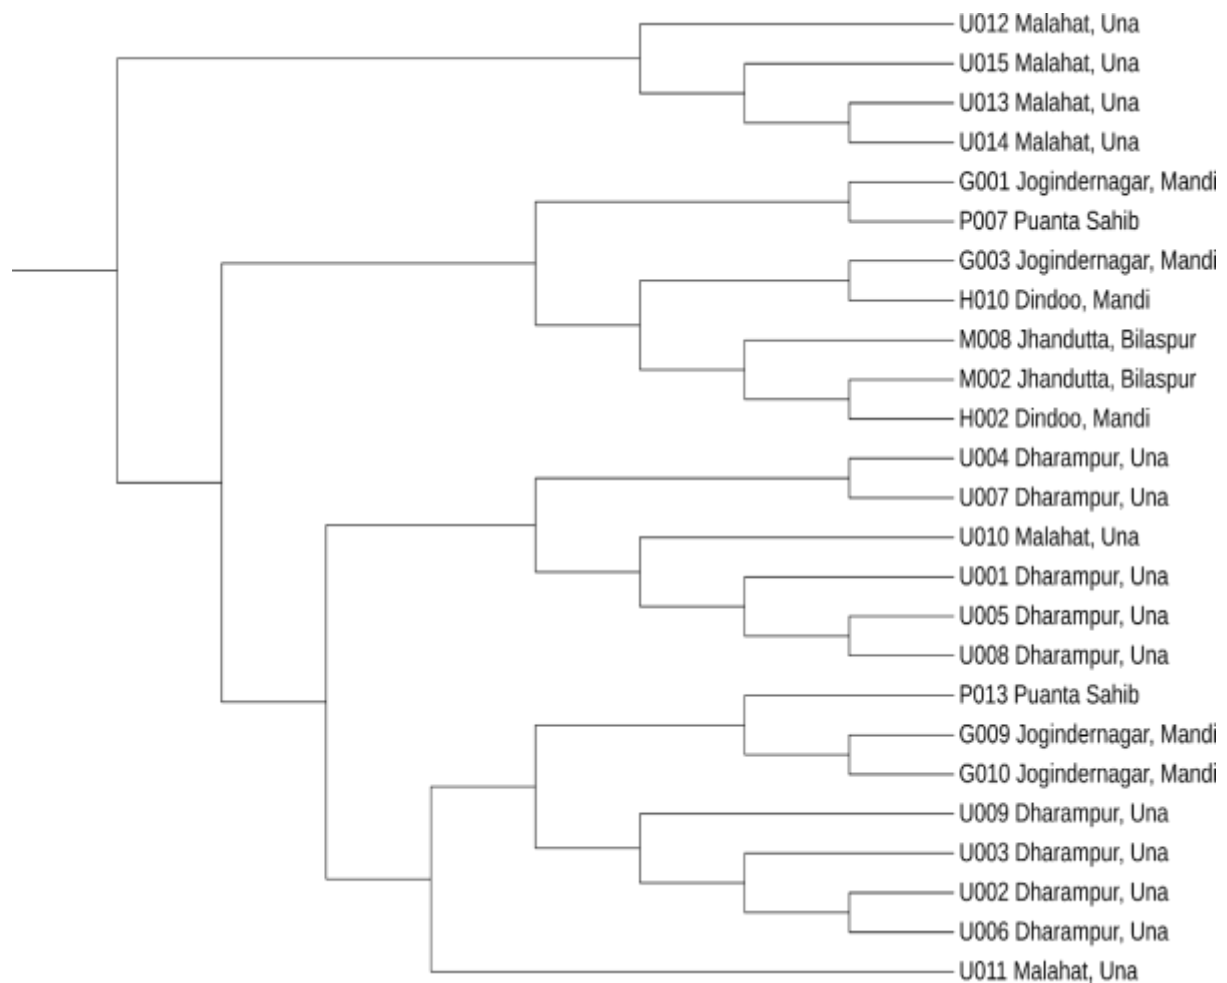 U012 Malahat, Una
U015 Malahat, Una
U013 Malahat, Una
U014 Malahat, Una
G001 Jogindernagar, Mandi
P007 Puanta Sahib
G003 Jogindernagar, Mandi
H010 Dindoo, Mandi
M008 Jhandutta, Bilaspur
M002 Jhandutta, Bilaspur
H002 Dindoo, Mandi
U004 Dharampur, Una
U007 Dharampur, Una
U010 Malahat, Una
U001 Dharampur, Una
U005 Dharampur, Una
U008 Dharampur, Una
P013 Puanta Sahib
G009 Jogindernagar, Mandi
G010 Jogindernagar, Mandi
U009 Dharampur, Una
U003 Dharampur, Una
U002 Dharampur, Una
U006 Dharampur, Una
U011 Malahat, Una